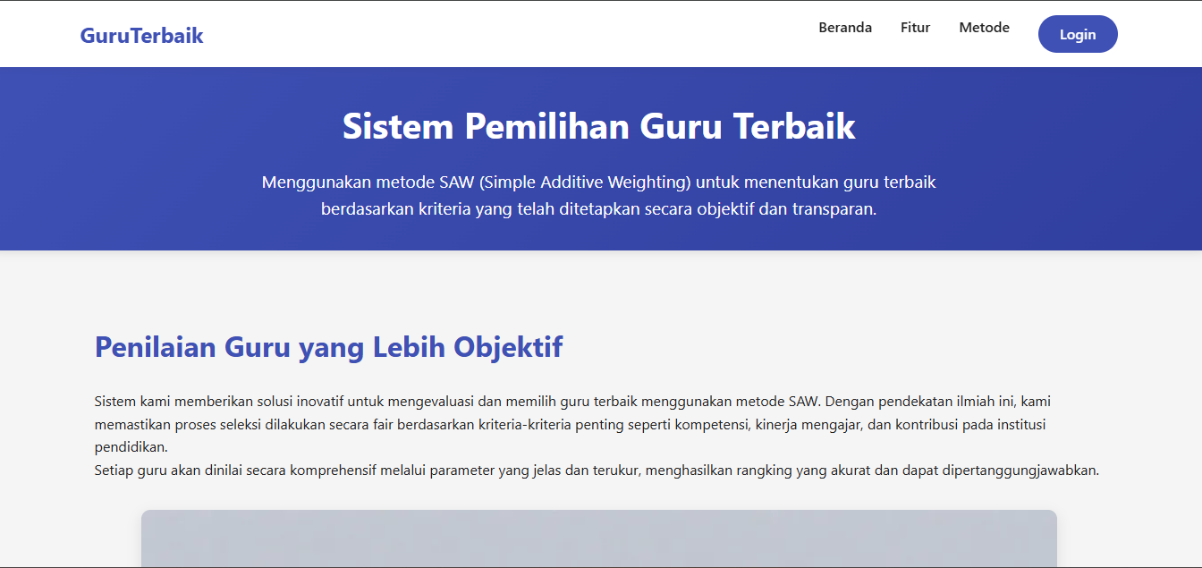 GuruTerbaik
Beranda
Fitur
Metode
Login
Sistem Pemilihan Guru Terbaik
Menggunakan metode SAW (Simple Additive Weighting) untuk menentukan guru terbaik
berdasarkan kriteria yang telah ditetapkan secara objektif dan transparan.
Penilaian Guru yang Lebih Objektif
Sistem kami memberikan solusi inovatif untuk mengevaluasi dan memilih guru terbaik menggunakan metode SAW. Dengan pendekatan ilmiah ini, kami
memastikan proses seleksi dilakukan secara fair berdasarkan kriteria-kriteria penting seperti kompetensi, kinerja mengajar, dan kontribusi pada institusi
pendidikan.
Setiap guru akan dinilai secara komprehensif melalui parameter yang jelas dan terukur, menghasilkan rangking yang akurat dan dapat dipertanggungjawabkan.